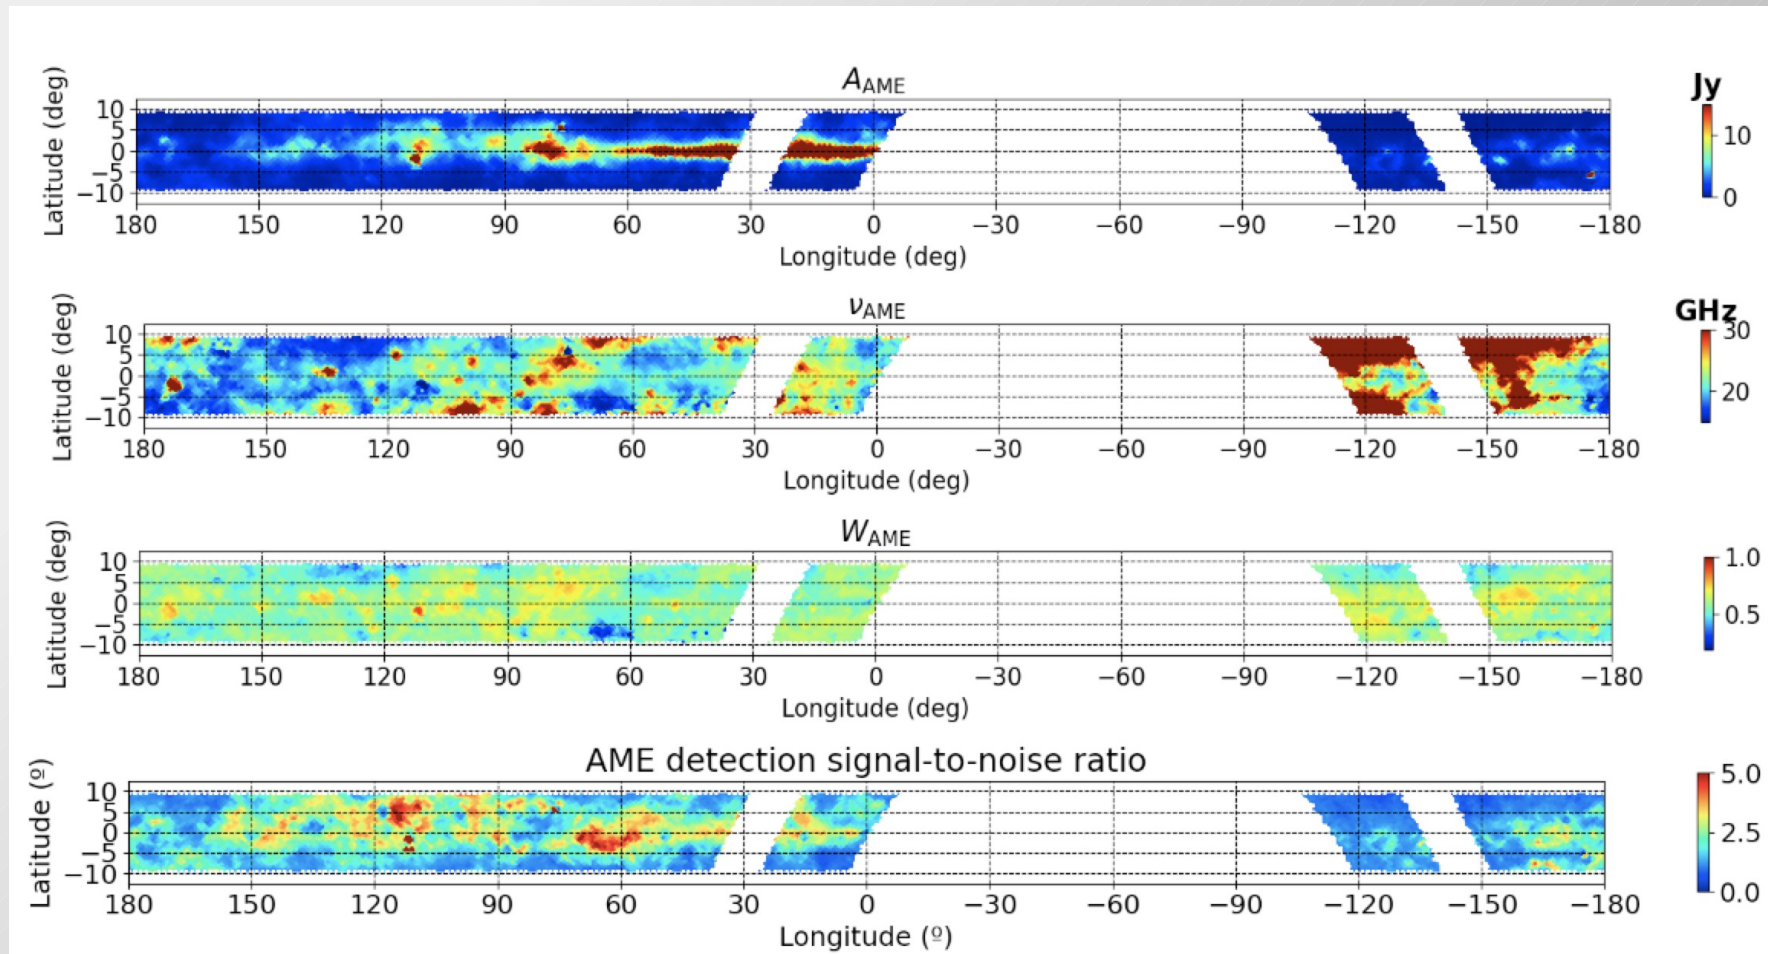 A_AME
Jy
Latitude (deg)
10
5
0
−5
−10
10
0
180 150 120 90 60 30 0 −30 −60 −90 −120 −150 −180
Longitude (deg)
ν_AME
GHz
Latitude (deg)
10
5
0
−5
−10
30
20
180 150 120 90 60 30 0 −30 −60 −90 −120 −150 −180
Longitude (deg)
W_AME
Latitude (deg)
10
5
0
−5
−10
1.0
0.5
180 150 120 90 60 30 0 −30 −60 −90 −120 −150 −180
Longitude (deg)
AME detection signal-to-noise ratio
Latitude (º)
10
5
0
−5
−10
5.0
2.5
0.0
180 150 120 90 60 30 0 −30 −60 −90 −120 −150 −180
Longitude (º)